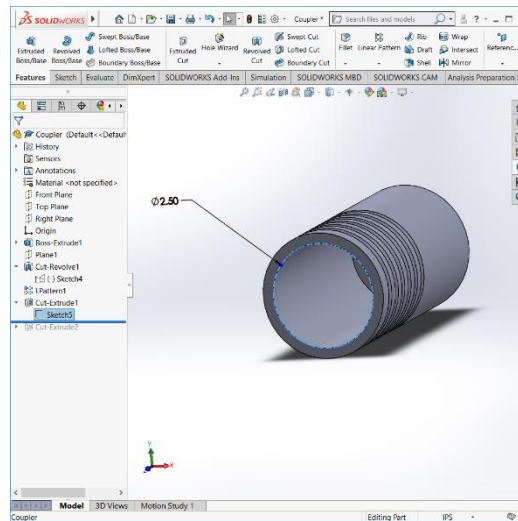 SOLIDWORKS
Coupler *
Search files and models
Extruded Boss/Base
Revolved Boss/Base
Swept Boss/Base
Lofted Boss/Base
Boundary Boss/Base
Extruded Cut
Hole Wizard
Revolved Cut
Swept Cut
Lofted Cut
Boundary Cut
Fillet
Linear Pattern
Rib
Draft
Shell
Wrap
Intersect
Mirror
Referenc...
Features Sketch Evaluate DimXpert SOLIDWORKS Add-Ins Simulation SOLIDWORKS MBD SOLIDWORKS CAM Analysis Preparation
Coupler (Default<<Defaul
History
Sensors
Annotations
Material <not specified>
Front Plane
Top Plane
Right Plane
Origin
Boss-Extrude1
Plane1
Cut-Revolve1
(-) Sketch4
LPattern1
Cut-Extrude1
Sketch5
Cut-Extrude2
Ø2.50
Y
X
Model 3D Views Motion Study 1
Coupler Editing Part IPS